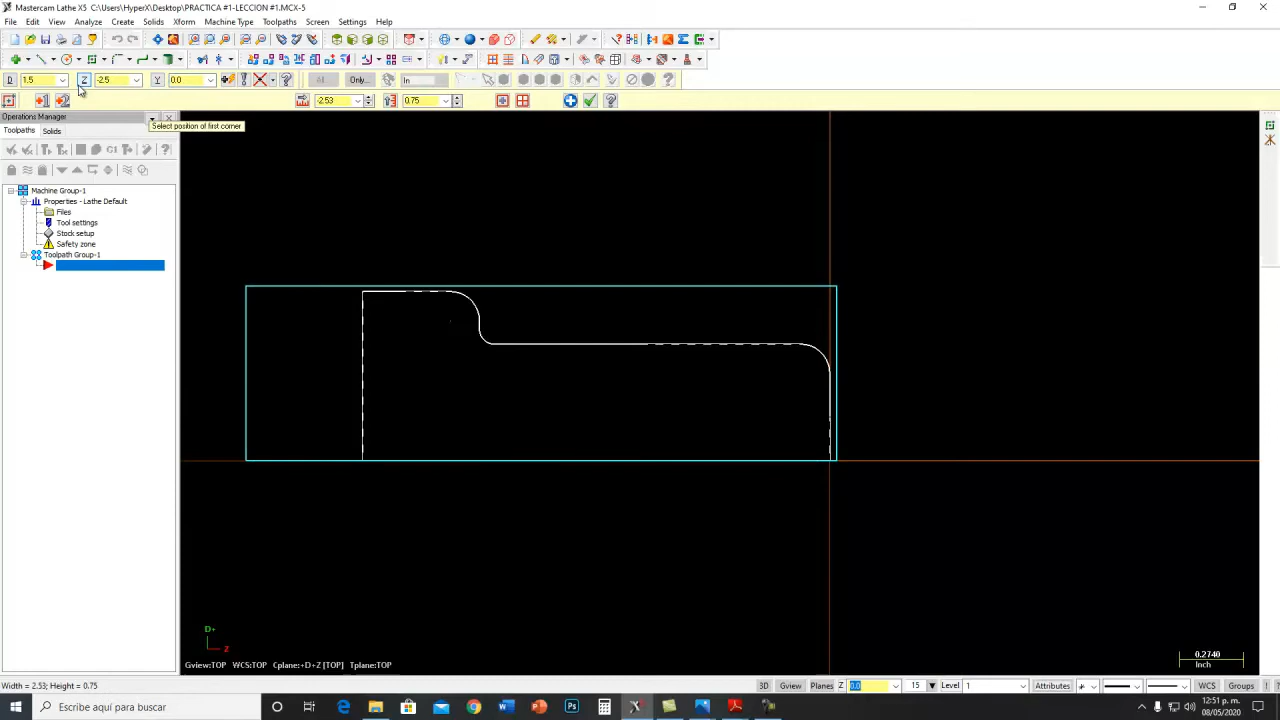 Mastercam Lathe X5 C:\Users\HyperX\Desktop\PRACTICA #1-LECCION #1.MCX-5
File Edit View Analyze Create Solids Xform Machine Type Toolpaths Screen Settings Help
D 1.5 Z -2.5 Y 0.0 All Only... In
-2.53 0.75
Operations Manager
Select position of first corner
Toolpaths Solids
G1
Machine Group-1
Properties - Lathe Default
Files
Tool settings
Stock setup
Safety zone
Toolpath Group-1
D+
Z
0.2740
Inch
Gview:TOP WCS:TOP Cplane:+D+Z [TOP] Tplane:TOP
Width = 2.53; Height = 0.75
3D Gview Planes Z 0.0 15 Level 1 Attributes WCS Groups
Escribe aquí para buscar
12:51 p. m.
08/05/2020